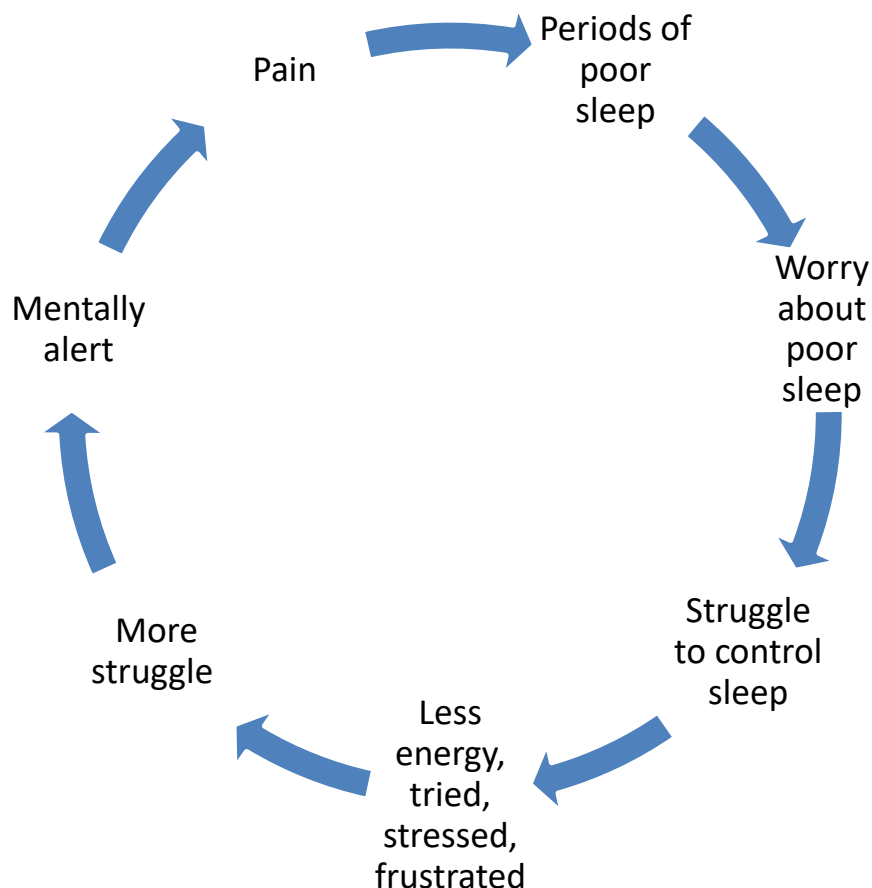 Pain
Periods of
poor
sleep
Worry
about
poor
sleep
Struggle
to control
sleep
Less
energy,
tried,
stressed,
frustrated
More
struggle
Mentally
alert